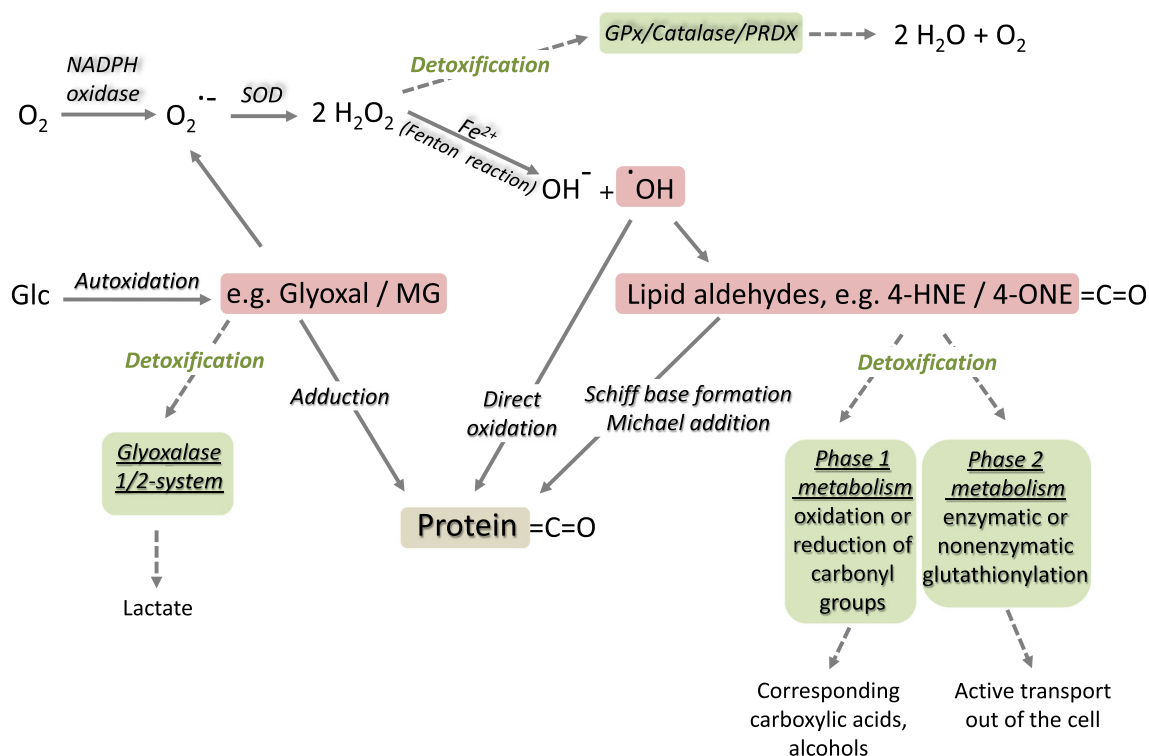 GPx/Catalase/PRDX
2 H₂O + O₂
Detoxification
NADPH
oxidase
SOD
O₂
O₂˙⁻
2 H₂O₂
Fe²⁺
(Fenton reaction)
OH⁻ + ˙OH
Glc
Autoxidation
e.g. Glyoxal / MG
Lipid aldehydes, e.g. 4-HNE / 4-ONE =C=O
Detoxification
Detoxification
Adduction
Direct
oxidation
Schiff base formation
Michael addition
Glyoxalase
1/2-system
Phase 1
metabolism
oxidation or
reduction of
carbonyl
groups
Phase 2
metabolism
enzymatic or
nonenzymatic
glutathionylation
Protein =C=O
Lactate
Corresponding
carboxylic acids,
alcohols
Active transport
out of the cell